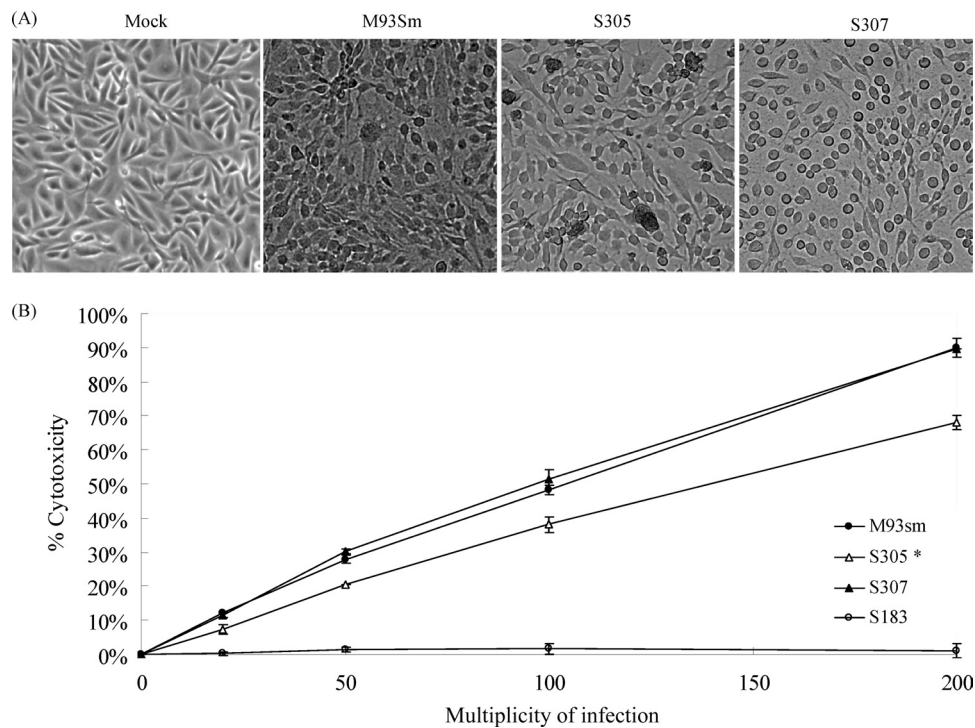 (A)
Mock
M93Sm
S305
S307
(B)
% Cytotoxicity
100%
90%
80%
70%
60%
50%
40%
30%
20%
10%
0%
M93sm
S305 *
S307
S183
0
50
100
150
200
Multiplicity of infection